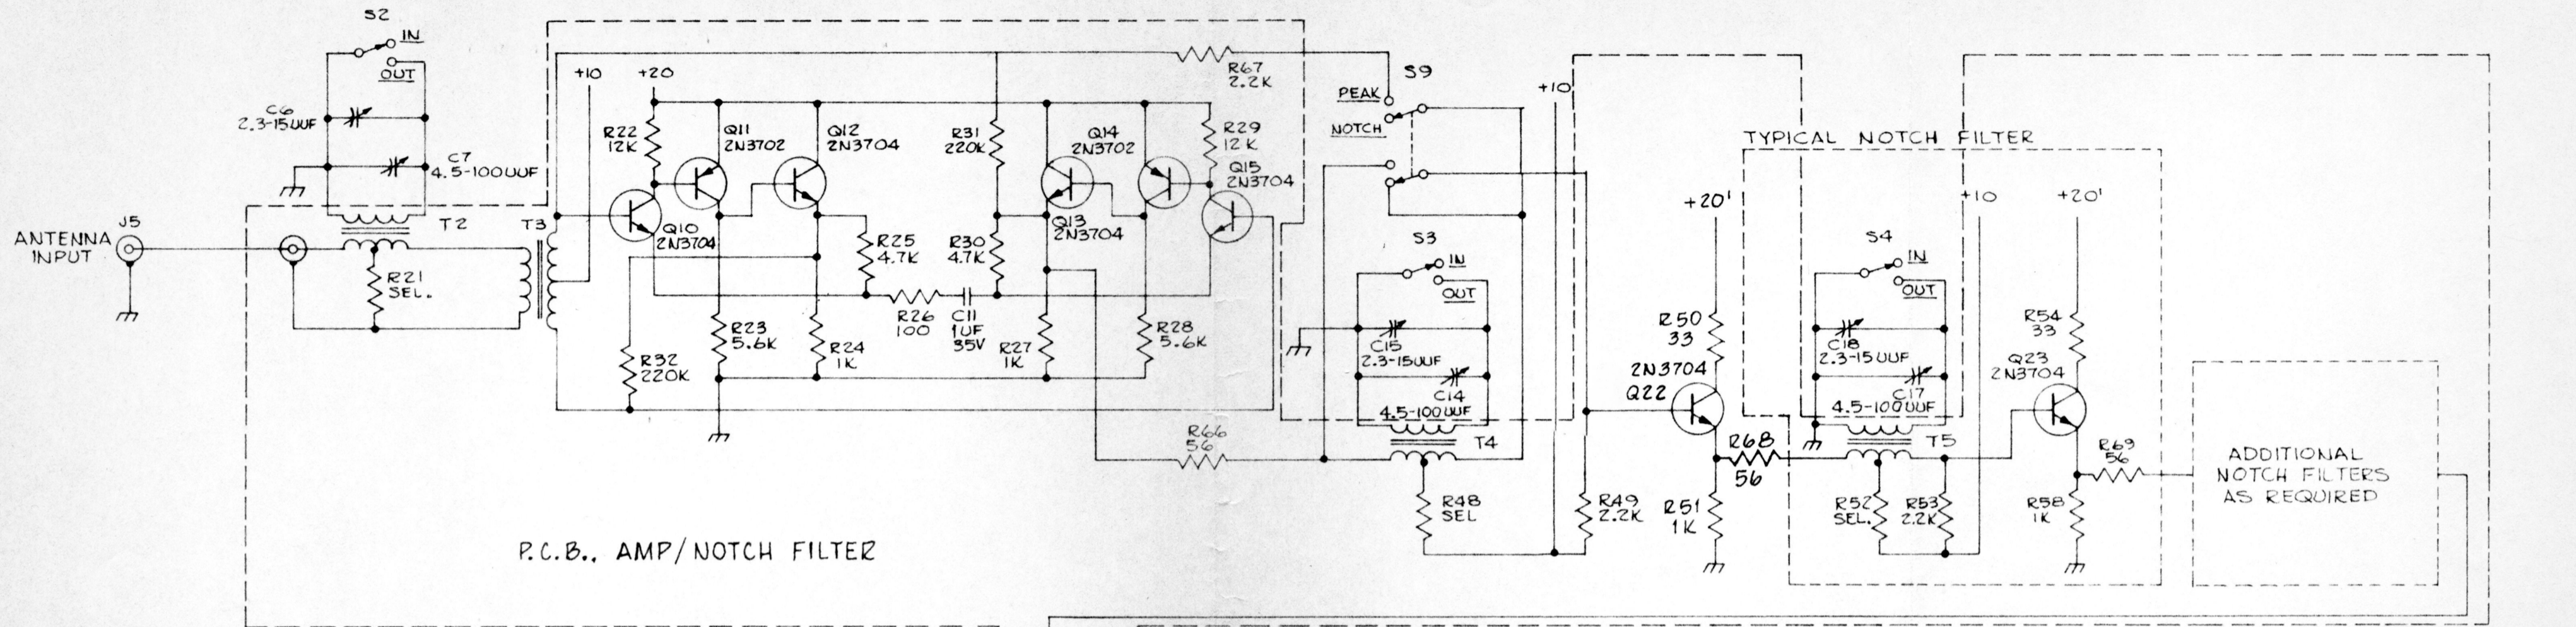 S2
IN
OUT
C6
2.3-15UUF
C7
4.5-100UUF
J5
ANTENNA
INPUT
T2
T3
R21
SEL.
+10
+20
R22
12K
Q11
2N3702
Q12
2N3704
R31
220K
Q14
2N3702
R29
12K
Q15
2N3704
Q10
2N3704
R25
4.7K
R30
4.7K
Q13
2N3704
R26
100
C11
1UF
35V
R23
5.6K
R24
1K
R27
1K
R28
5.6K
R32
220K
R67
2.2K
S9
PEAK
NOTCH
+10
S3
IN
OUT
C15
2.3-15UUF
C14
4.5-100UUF
T4
R66
56
R48
SEL
R49
2.2K
+20'
R50
33
2N3704
Q22
R68
56
R51
1K
TYPICAL NOTCH FILTER
S4
IN
OUT
+10
+20'
C18
2.3-15UUF
C17
4.5-100UUF
T5
R54
33
Q23
2N3704
R52
SEL.
R53
2.2K
R69
56
R58
1K
ADDITIONAL
NOTCH FILTERS
AS REQUIRED
P.C.B., AMP/NOTCH FILTER